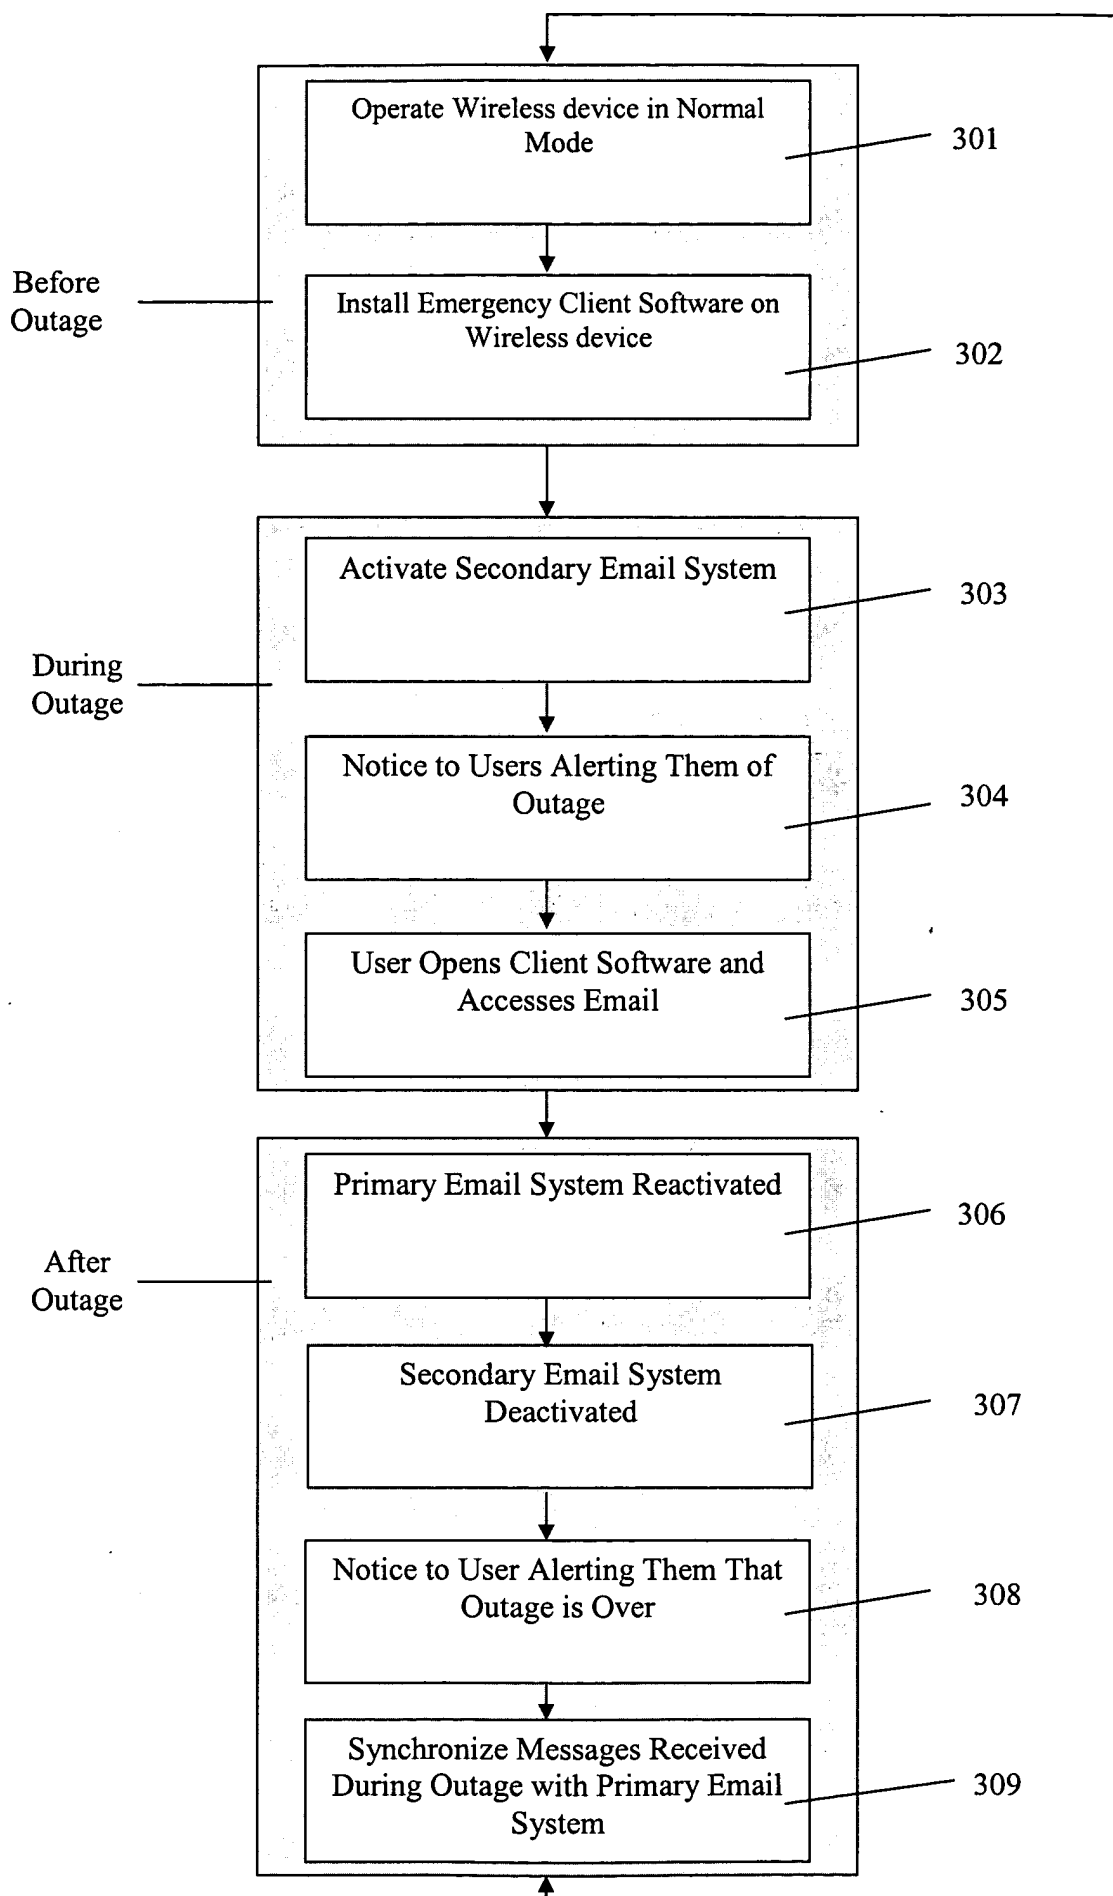 Operate Wireless device in Normal
Mode
301
Before
Outage
Install Emergency Client Software on
Wireless device
302
Activate Secondary Email System
303
During
Outage
Notice to Users Alerting Them of
Outage
304
User Opens Client Software and
Accesses Email
305
Primary Email System Reactivated
306
After
Outage
Secondary Email System
Deactivated
307
Notice to User Alerting Them That
Outage is Over
308
Synchronize Messages Received
During Outage with Primary Email
System
309